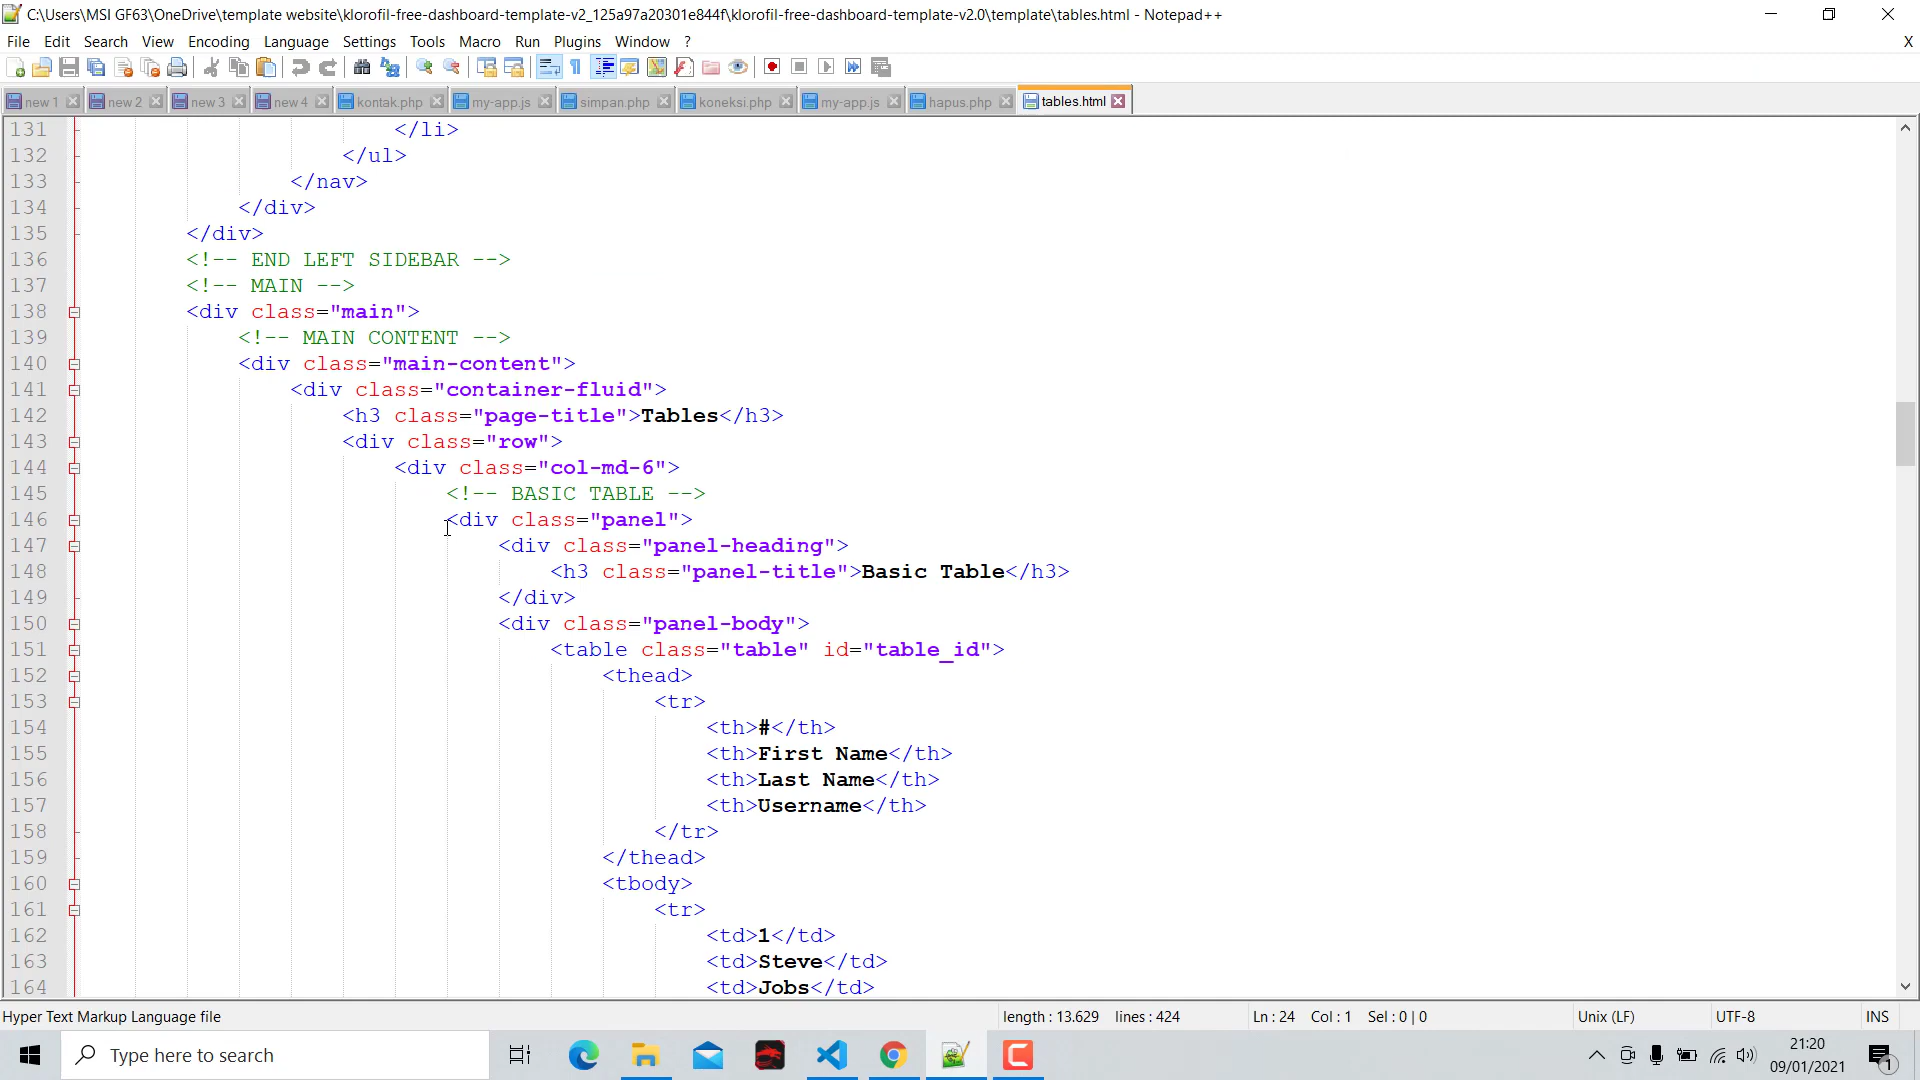 C:\Users\MSI GF63\OneDrive\template website\klorofil-free-dashboard-template-v2_125a97a20301e844f\klorofil-free-dashboard-template-v2.0\template\tables.html - Notepad++
File Edit Search View Encoding Language Settings Tools Macro Run Plugins Window ? X
new 1 new 2 new 3 new 4 kontak.php my-app.js simpan.php koneksi.php my-app.js hapus.php tables.html
131 </li>
132 </ul>
133 </nav>
134 </div>
135 </div>
136 <!-- END LEFT SIDEBAR -->
137 <!-- MAIN -->
138 <div class="main">
139 <!-- MAIN CONTENT -->
140 <div class="main-content">
141 <div class="container-fluid">
142 <h3 class="page-title">Tables</h3>
143 <div class="row">
144 <div class="col-md-6">
145 <!-- BASIC TABLE -->
146 <div class="panel">
147 <div class="panel-heading">
148 <h3 class="panel-title">Basic Table</h3>
149 </div>
150 <div class="panel-body">
151 <table class="table" id="table_id">
152 <thead>
153 <tr>
154 <th>#</th>
155 <th>First Name</th>
156 <th>Last Name</th>
157 <th>Username</th>
158 </tr>
159 </thead>
160 <tbody>
161 <tr>
162 <td>1</td>
163 <td>Steve</td>
164 <td>Jobs</td>
Hyper Text Markup Language file length : 13.629 lines : 424 Ln : 24 Col : 1 Sel : 0 | 0 Unix (LF) UTF-8 INS
Type here to search
21:20
09/01/2021
1